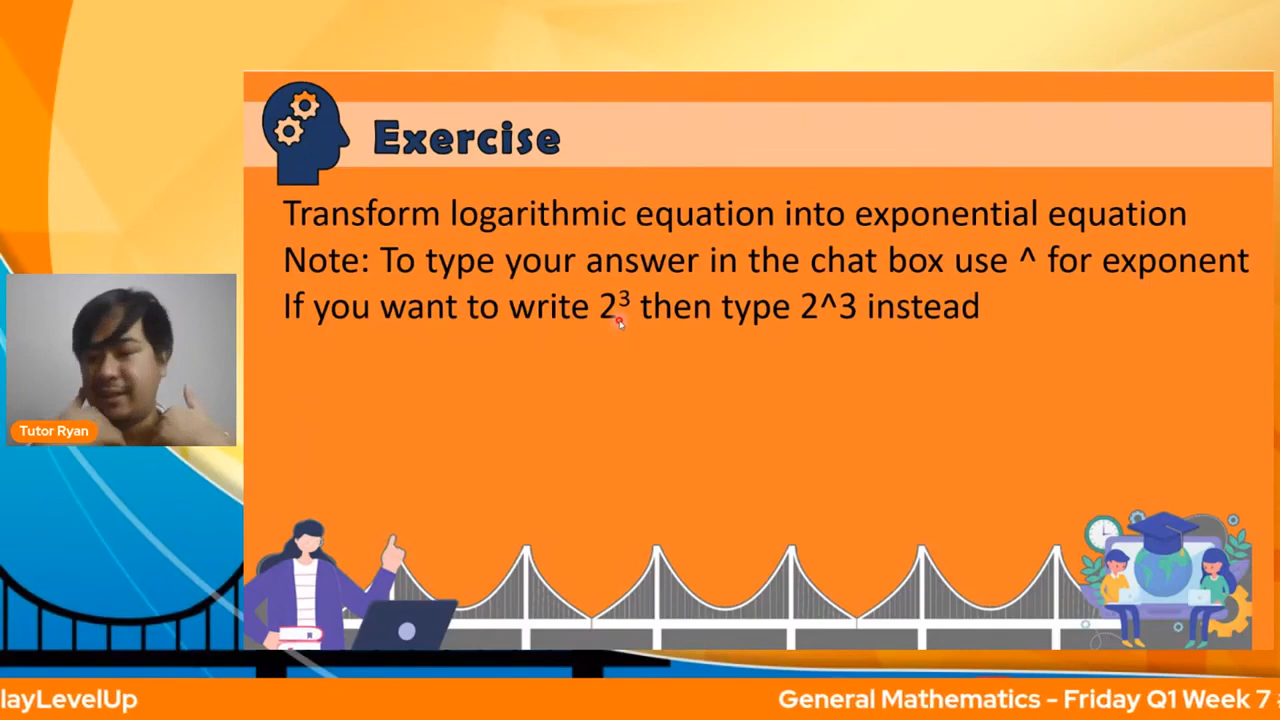 Exercise
Transform logarithmic equation into exponential equation
Note: To type your answer in the chat box use ^ for exponent
If you want to write 2³ then type 2^3 instead
Tutor Ryan
layLevelUp
General Mathematics - Friday Q1 Week 7